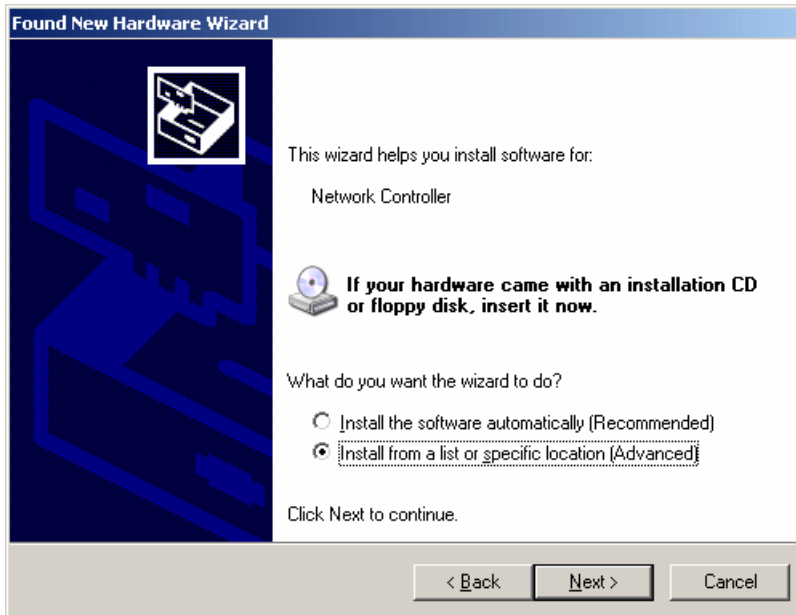 Found New Hardware Wizard
This wizard helps you install software for:
Network Controller
If your hardware came with an installation CD
or floppy disk, insert it now.
What do you want the wizard to do?
Install the software automatically (Recommended)
Install from a list or specific location (Advanced)
Click Next to continue.
< Back Next > Cancel